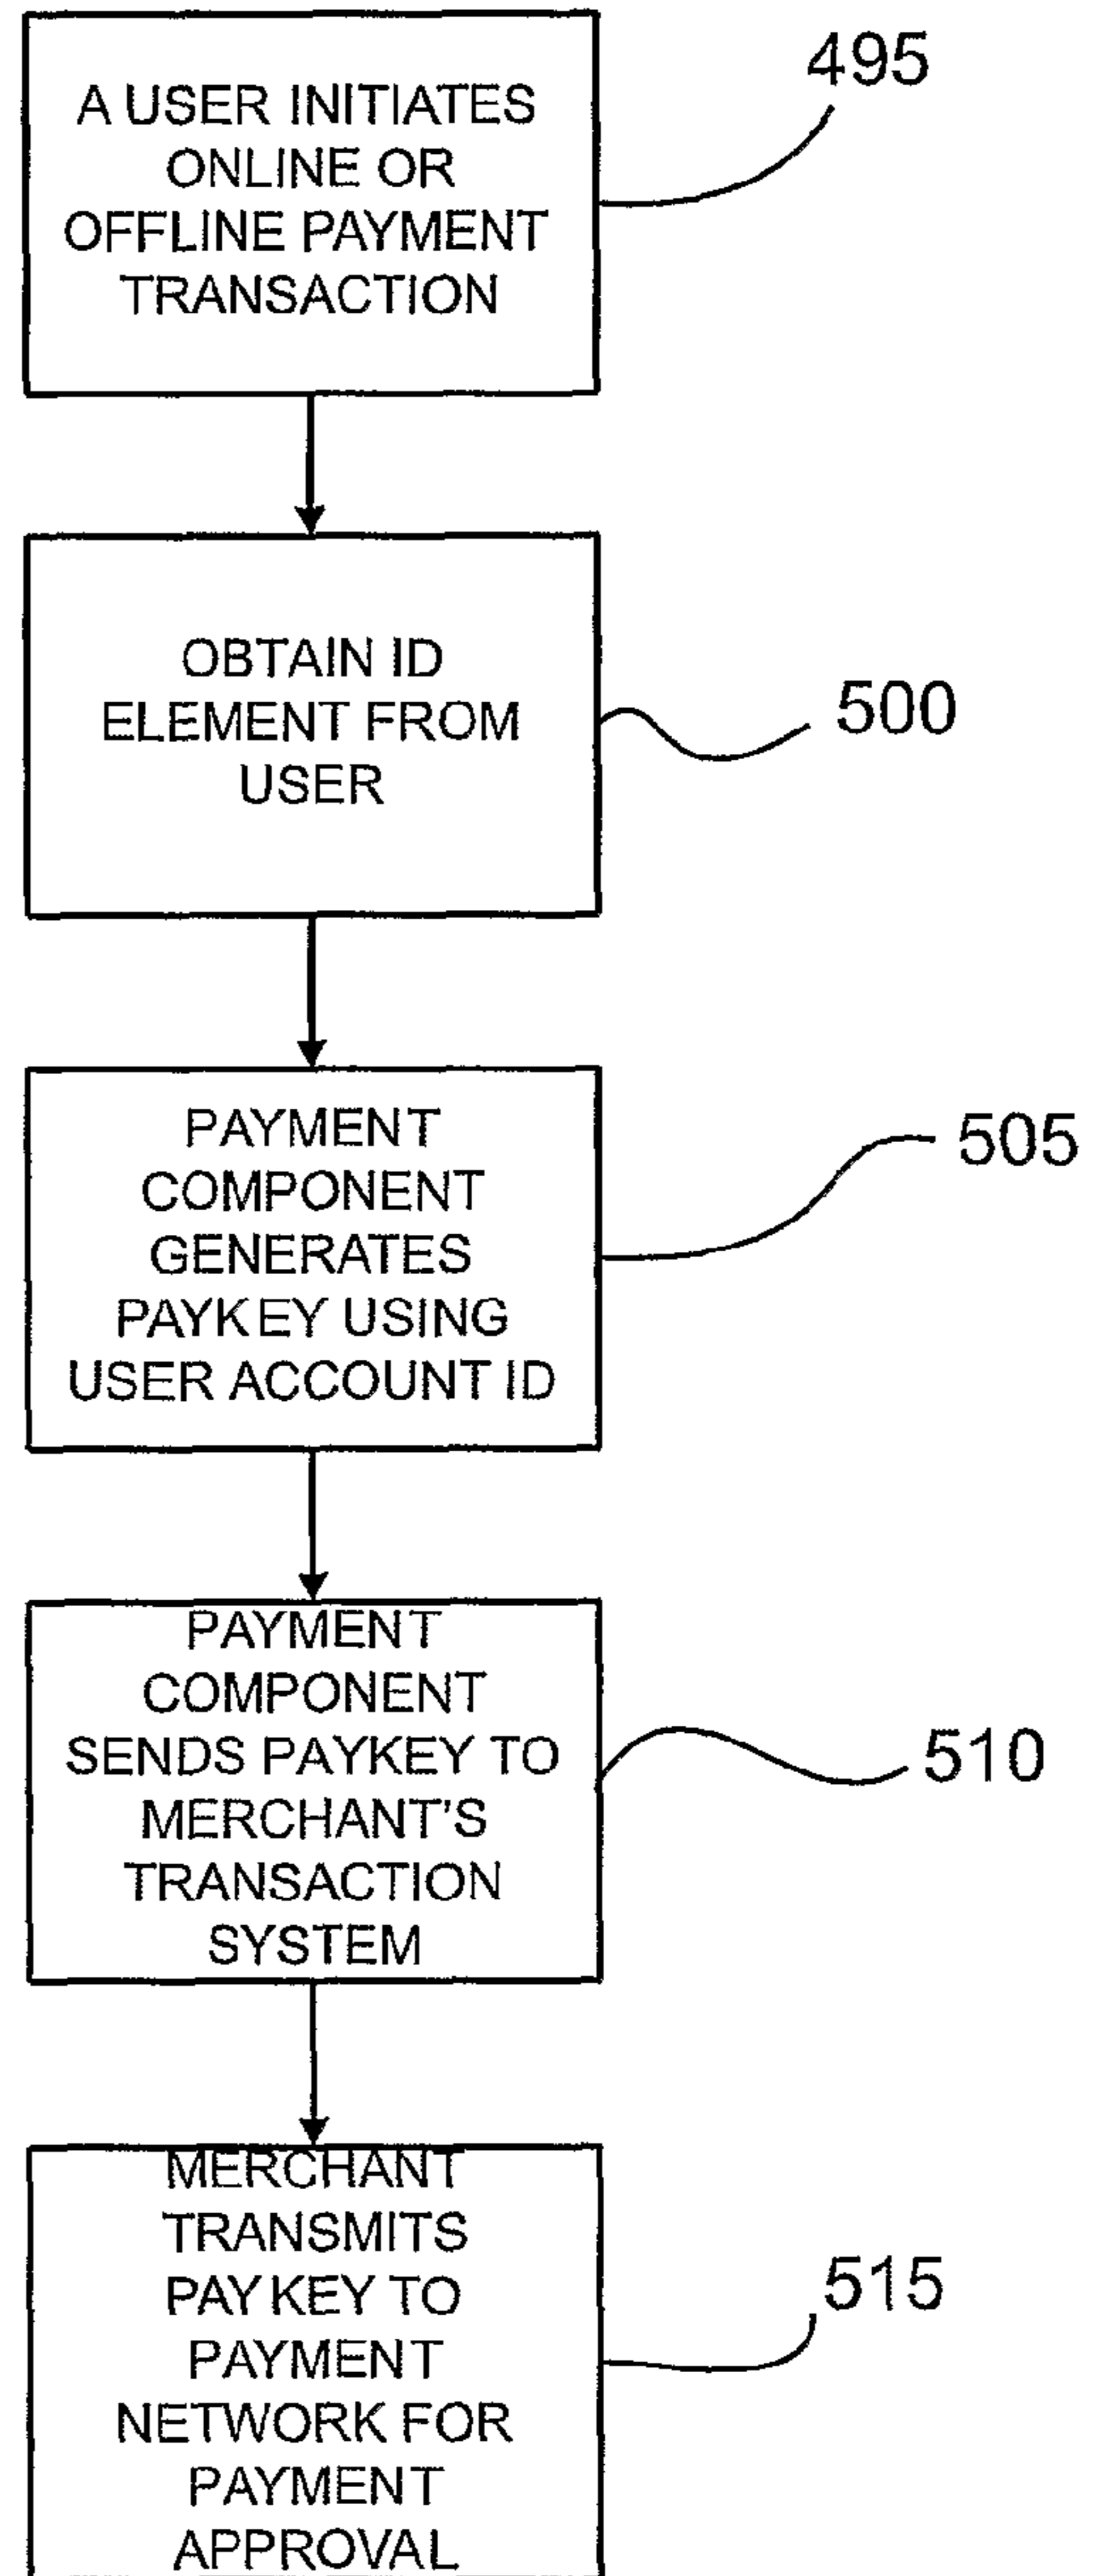 A USER INITIATES
ONLINE OR
OFFLINE PAYMENT
TRANSACTION
495
OBTAIN ID
ELEMENT FROM
USER
500
PAYMENT
COMPONENT
GENERATES
PAYKEY USING
USER ACCOUNT ID
505
PAYMENT
COMPONENT
SENDS PAYKEY TO
MERCHANT'S
TRANSACTION
SYSTEM
510
MERCHANT
TRANSMITS
PAYKEY TO
PAYMENT
NETWORK FOR
PAYMENT
APPROVAL
515